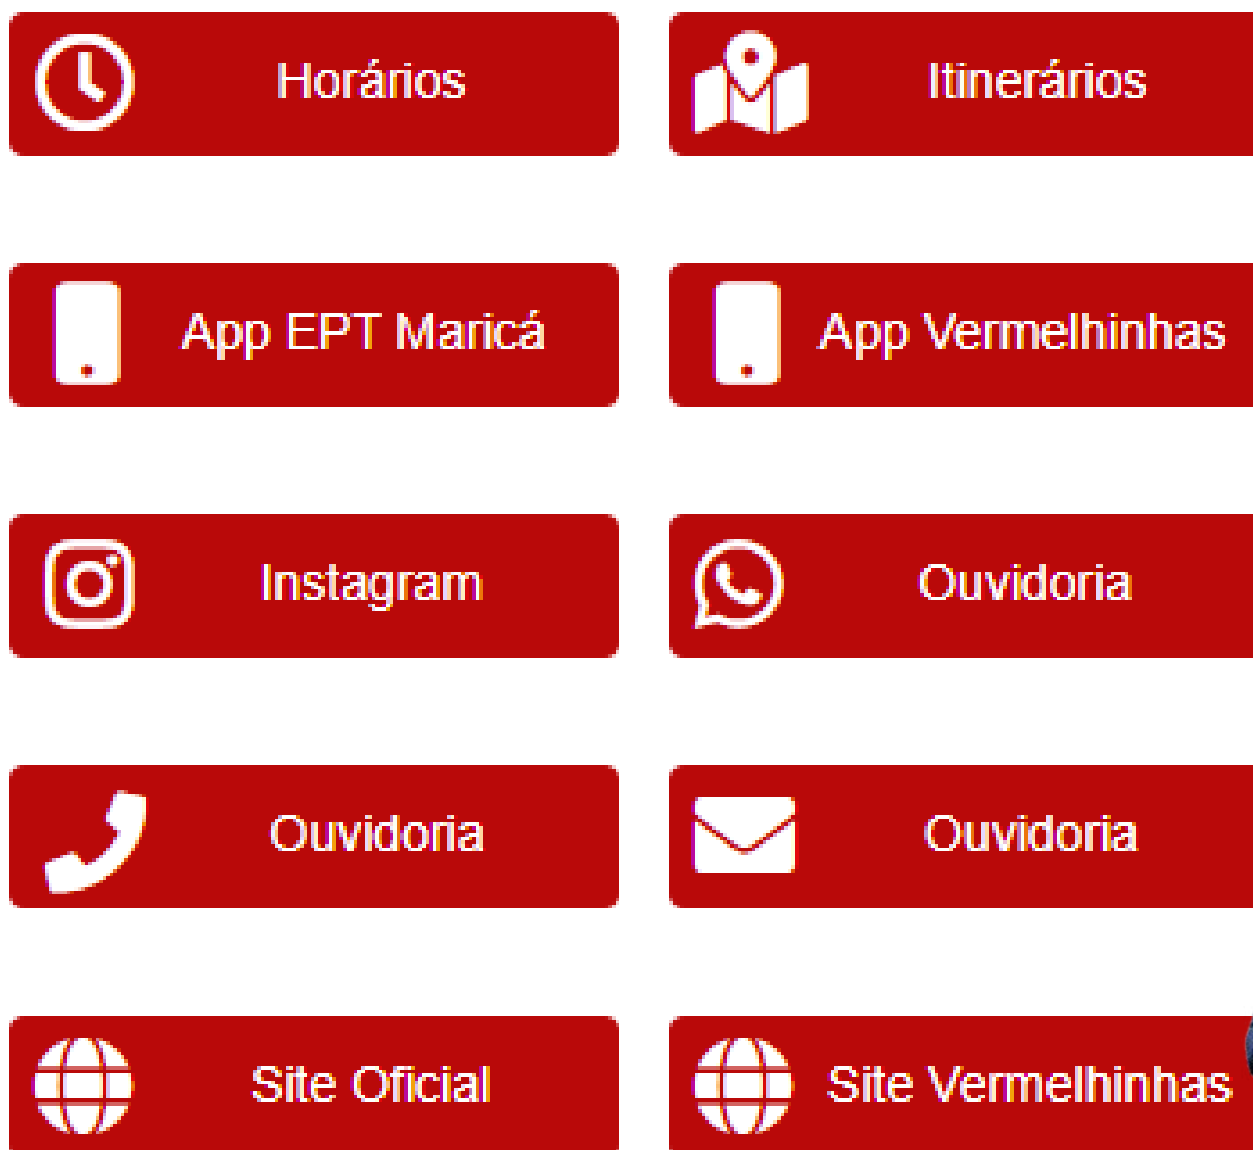 Horários
Itinerários
App EPT Maricá
App Vermelhinhas
Instagram
Ouvidoria
Ouvidoria
Ouvidoria
Site Oficial
Site Vermelhinhas